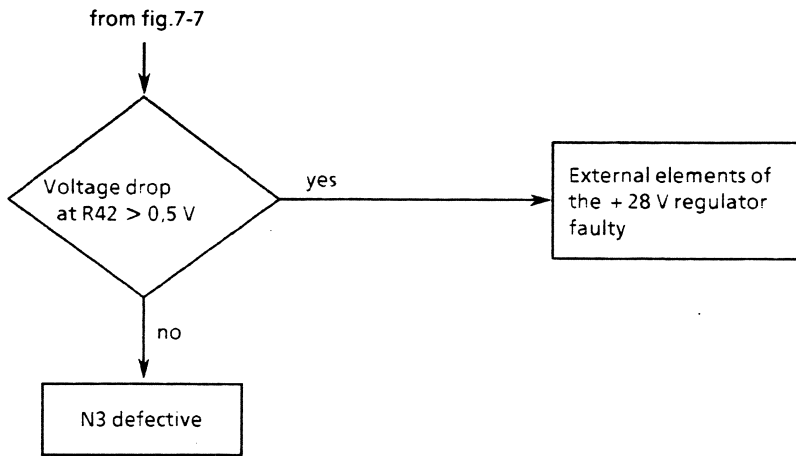 from fig.7-7
Voltage drop
at R42 > 0,5 V
yes
External elements of
the + 28 V regulator
faulty
no
N3 defective